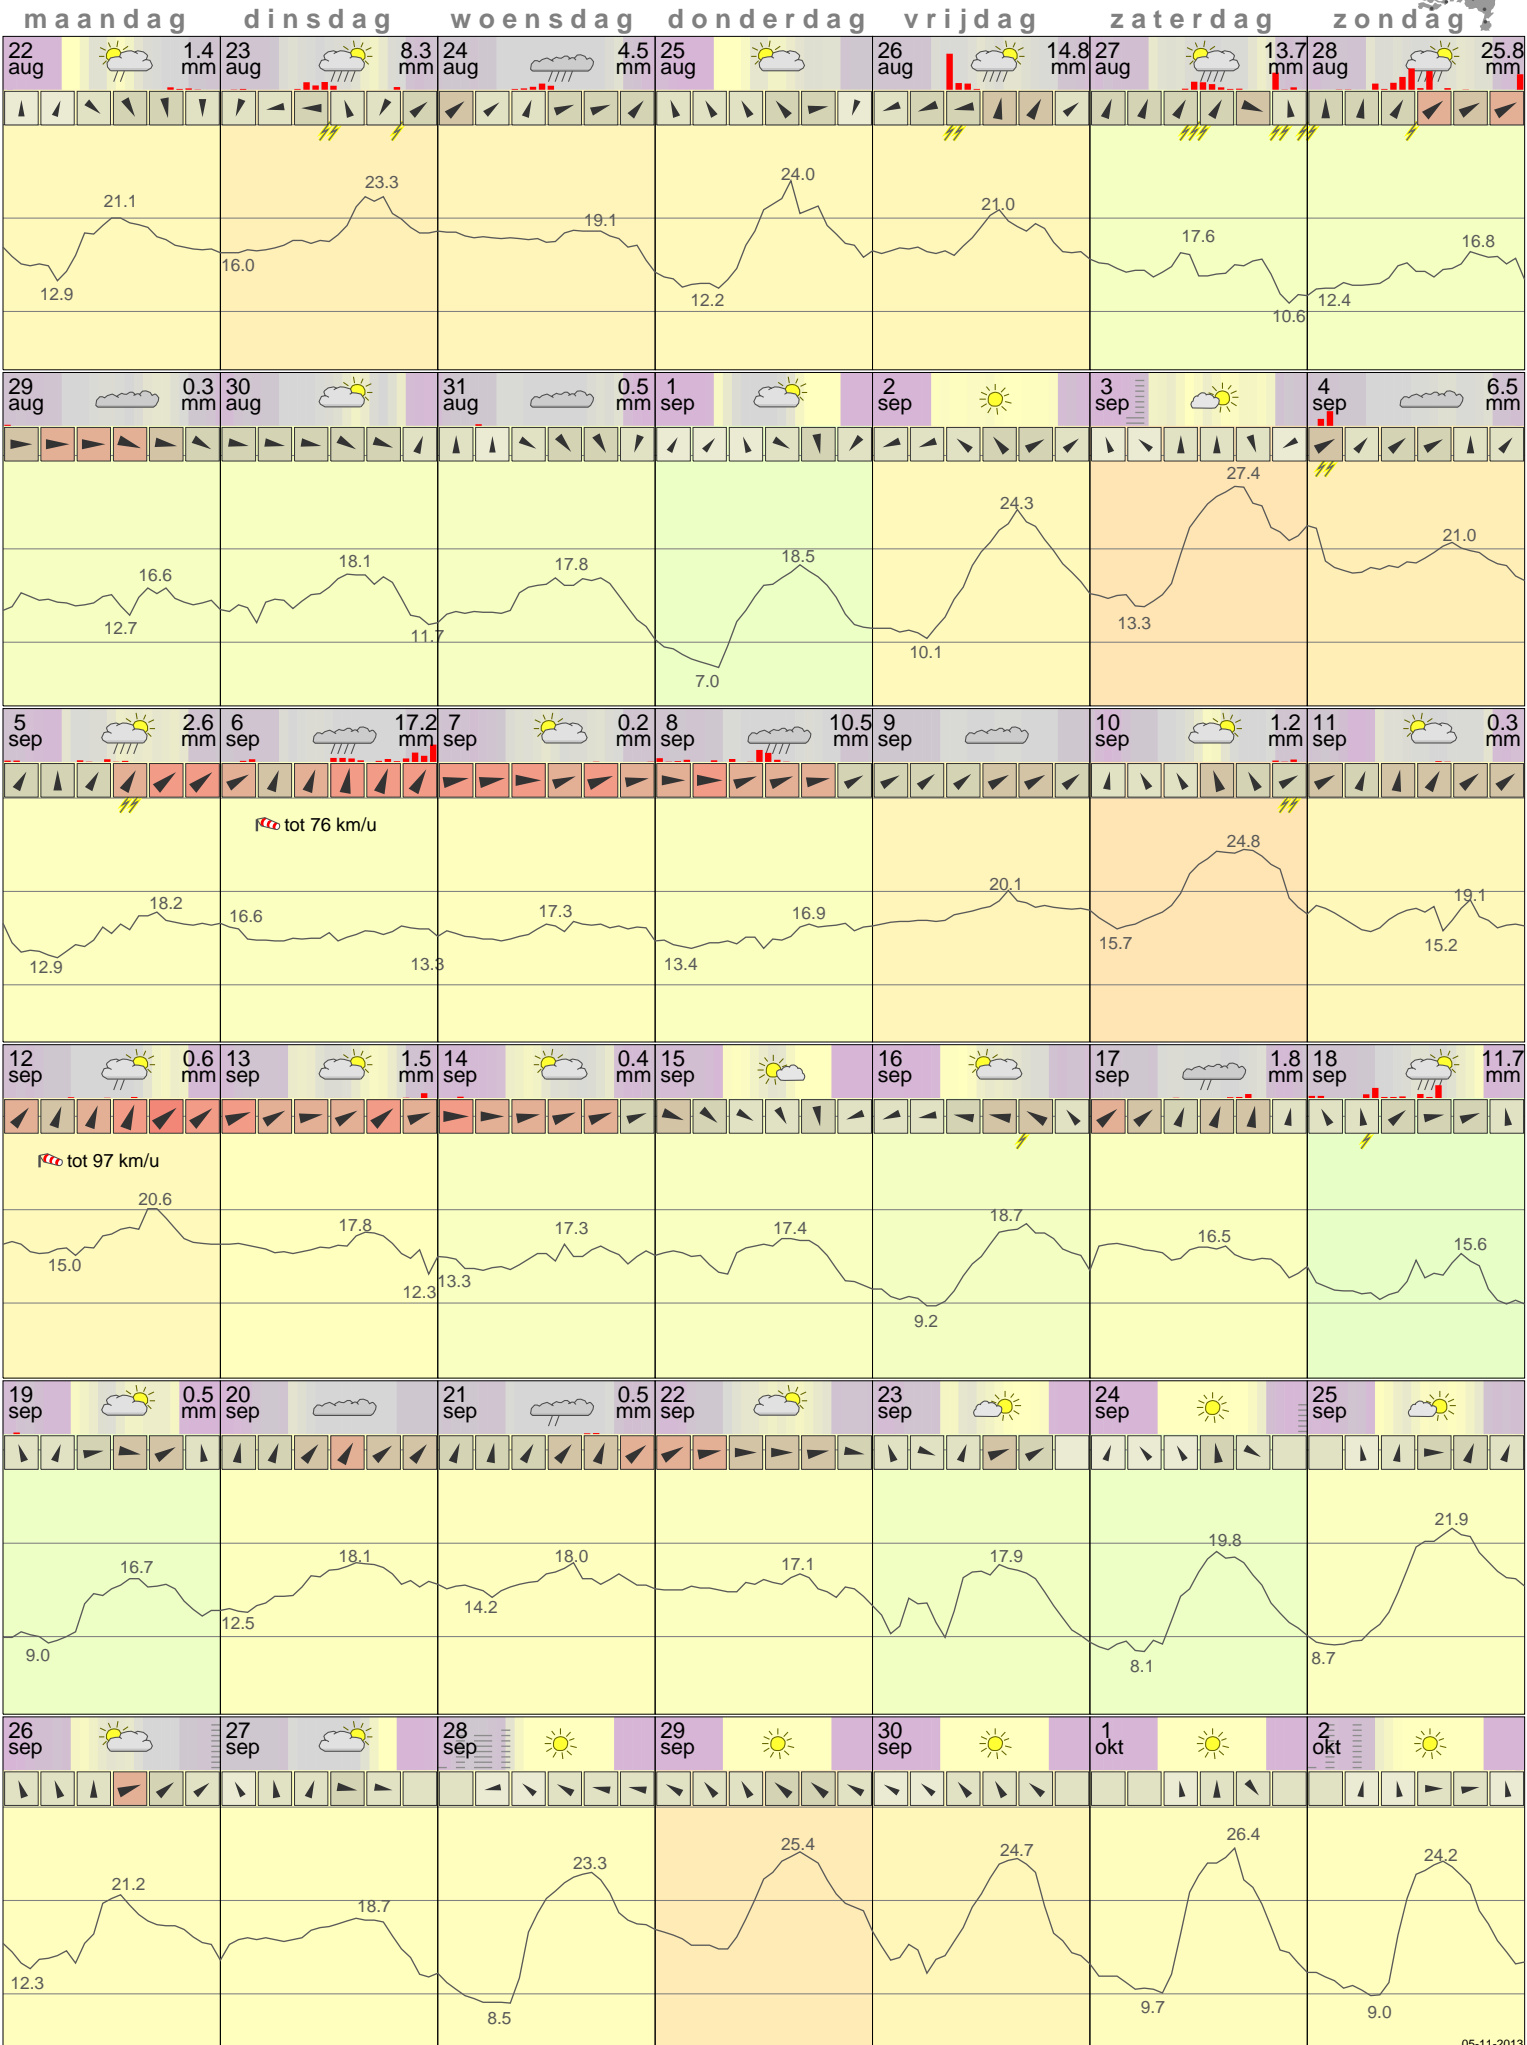 maandag dinsdag woensdag donderdag vrijdag zaterdag zondag
22 1.4 23 8.3 24 4.5 25 26 14.8 27 13.7 28 25.8
aug mm aug mm aug mm aug aug mm aug mm aug mm
21.1 23.3 19.1 24.0 21.0 17.6 16.8
12.9 16.0 12.2 10.6 12.4
29 0.3 30 31 0.5 1 2 3 4 6.5
aug mm aug aug mm sep sep sep sep mm
16.6 18.1 17.8 18.5 24.3 27.4 21.0
12.7 11.7 7.0 10.1 13.3
5 2.6 6 17.2 7 0.2 8 10.5 9 10 1.2 11 0.3
sep mm sep mm sep mm sep mm sep sep mm sep mm
tot 76 km/u
18.2 16.6 17.3 16.9 20.1 24.8 19.1
12.9 13.3 13.4 15.7 15.2
12 0.6 13 1.5 14 0.4 15 16 17 1.8 18 11.7
sep mm sep mm sep mm sep sep sep mm sep mm
tot 97 km/u
20.6 17.8 17.3 17.4 18.7 16.5 15.6
15.0 12.3 13.3 9.2
19 0.5 20 21 0.5 22 23 24 25
sep mm sep sep mm sep sep sep sep
16.7 18.1 18.0 17.1 17.9 19.8 21.9
9.0 12.5 14.2 8.1 8.7
26 27 28 29 30 1 2
sep sep sep sep sep okt okt
21.2 18.7 23.3 25.4 24.7 26.4 24.2
12.3 8.5 9.7 9.0
05-11-2013